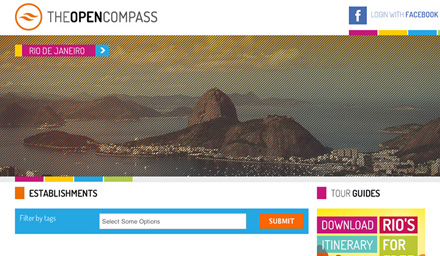 THEOPENCOMPASS
f LOGIN WITH FACEBOOK
RIO DE JANEIRO
ESTABLISHMENTS
TOUR GUIDES
Filter by tags
Select Some Options
SUBMIT
DOWNLOAD RIO'S
ITINERARY FOR